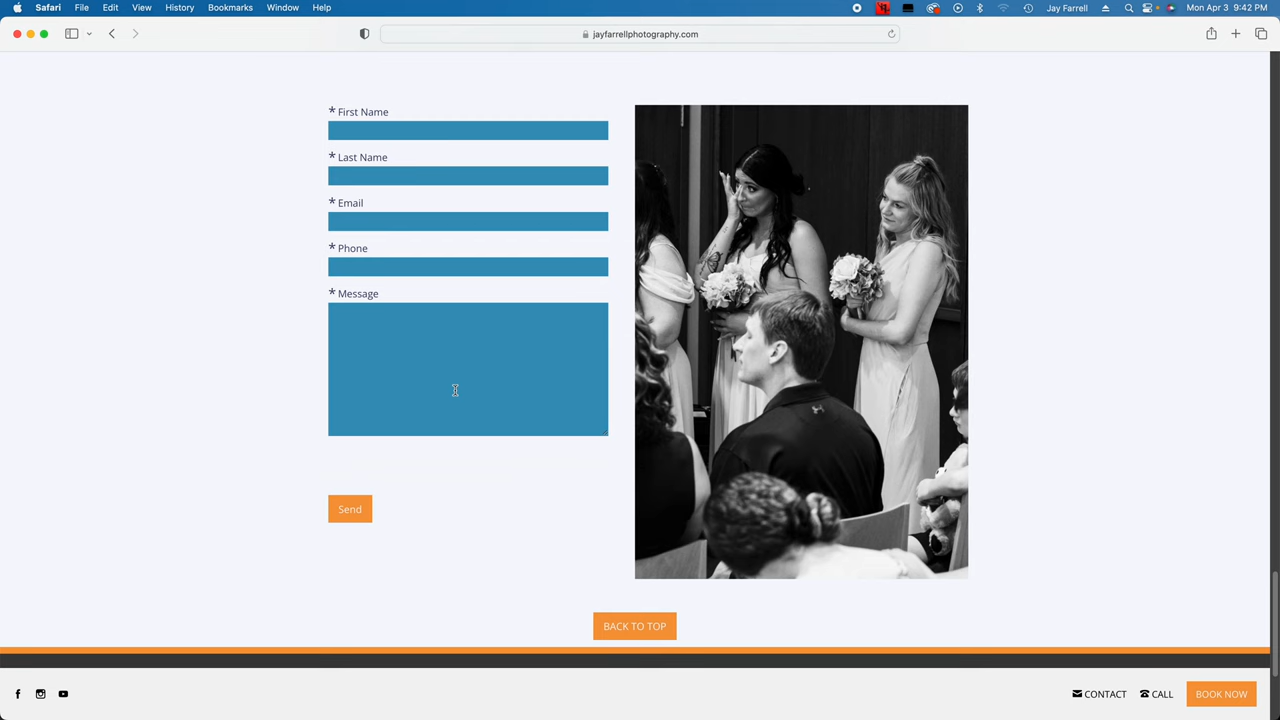 Safari File Edit View History Bookmarks Window Help Jay Farrell Mon Apr 3 9:42 PM
jayfarrellphotography.com
* First Name
* Last Name
* Email
* Phone
* Message
Send
BACK TO TOP
CONTACT CALL BOOK NOW